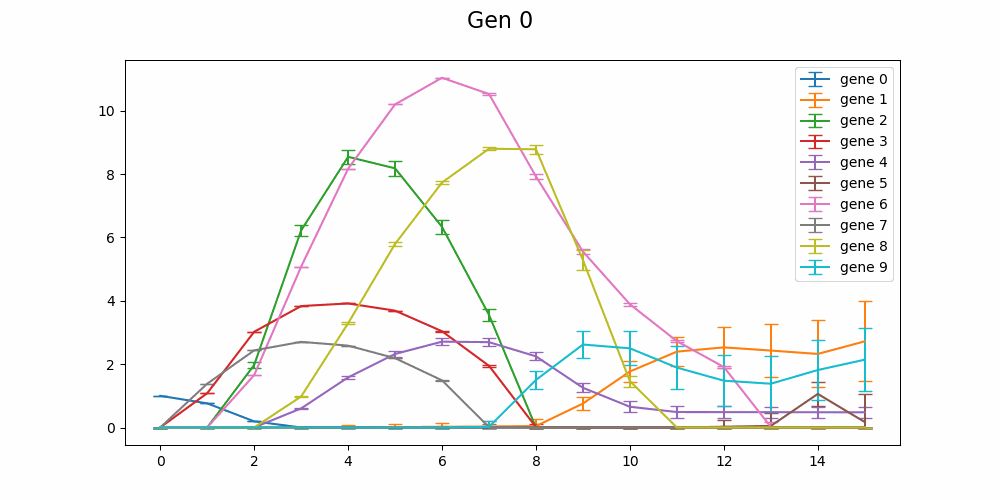 Gen 0
10
8
6
4
2
0
0 2 4 6 8 10 12 14
gene 0
gene 1
gene 2
gene 3
gene 4
gene 5
gene 6
gene 7
gene 8
gene 9